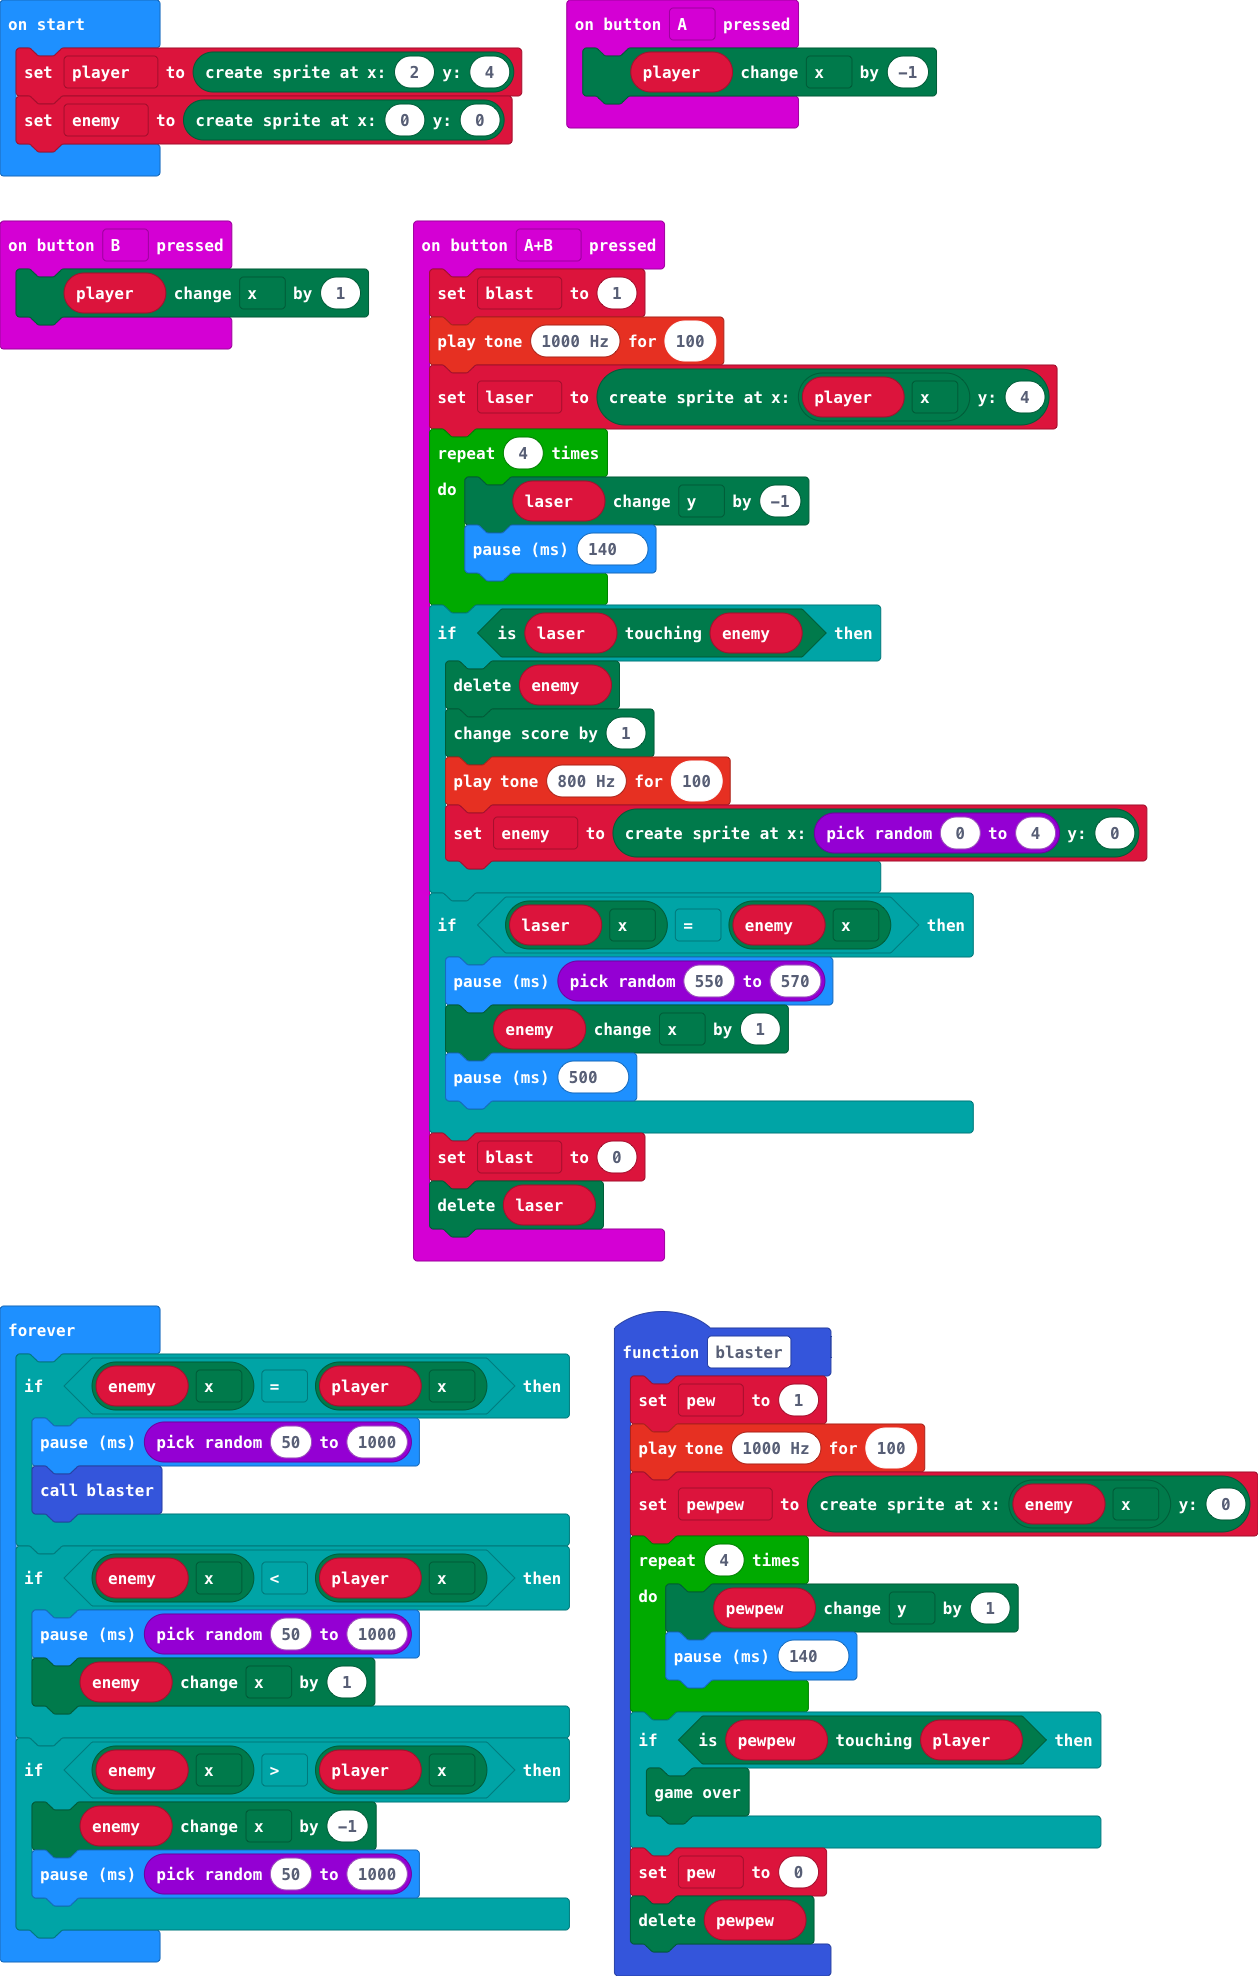 on start
set player to create sprite at x: 2 y: 4
set enemy to create sprite at x: 0 y: 0
on button A pressed
player change x by −1
on button B pressed
player change x by 1
on button A+B pressed
set blast to 1
play tone 1000 Hz for 100
set laser to create sprite at x: player x y: 4
repeat 4 times
do laser change y by −1
pause (ms) 140
if is laser touching enemy then
delete enemy
change score by 1
play tone 800 Hz for 100
set enemy to create sprite at x: pick random 0 to 4 y: 0
if laser x = enemy x then
pause (ms) pick random 550 to 570
enemy change x by 1
pause (ms) 500
set blast to 0
delete laser
forever
if enemy x = player x then
pause (ms) pick random 50 to 1000
call blaster
if enemy x < player x then
pause (ms) pick random 50 to 1000
enemy change x by 1
if enemy x > player x then
enemy change x by −1
pause (ms) pick random 50 to 1000
function blaster
set pew to 1
play tone 1000 Hz for 100
set pewpew to create sprite at x: enemy x y: 0
repeat 4 times
do pewpew change y by 1
pause (ms) 140
if is pewpew touching player then
game over
set pew to 0
delete pewpew